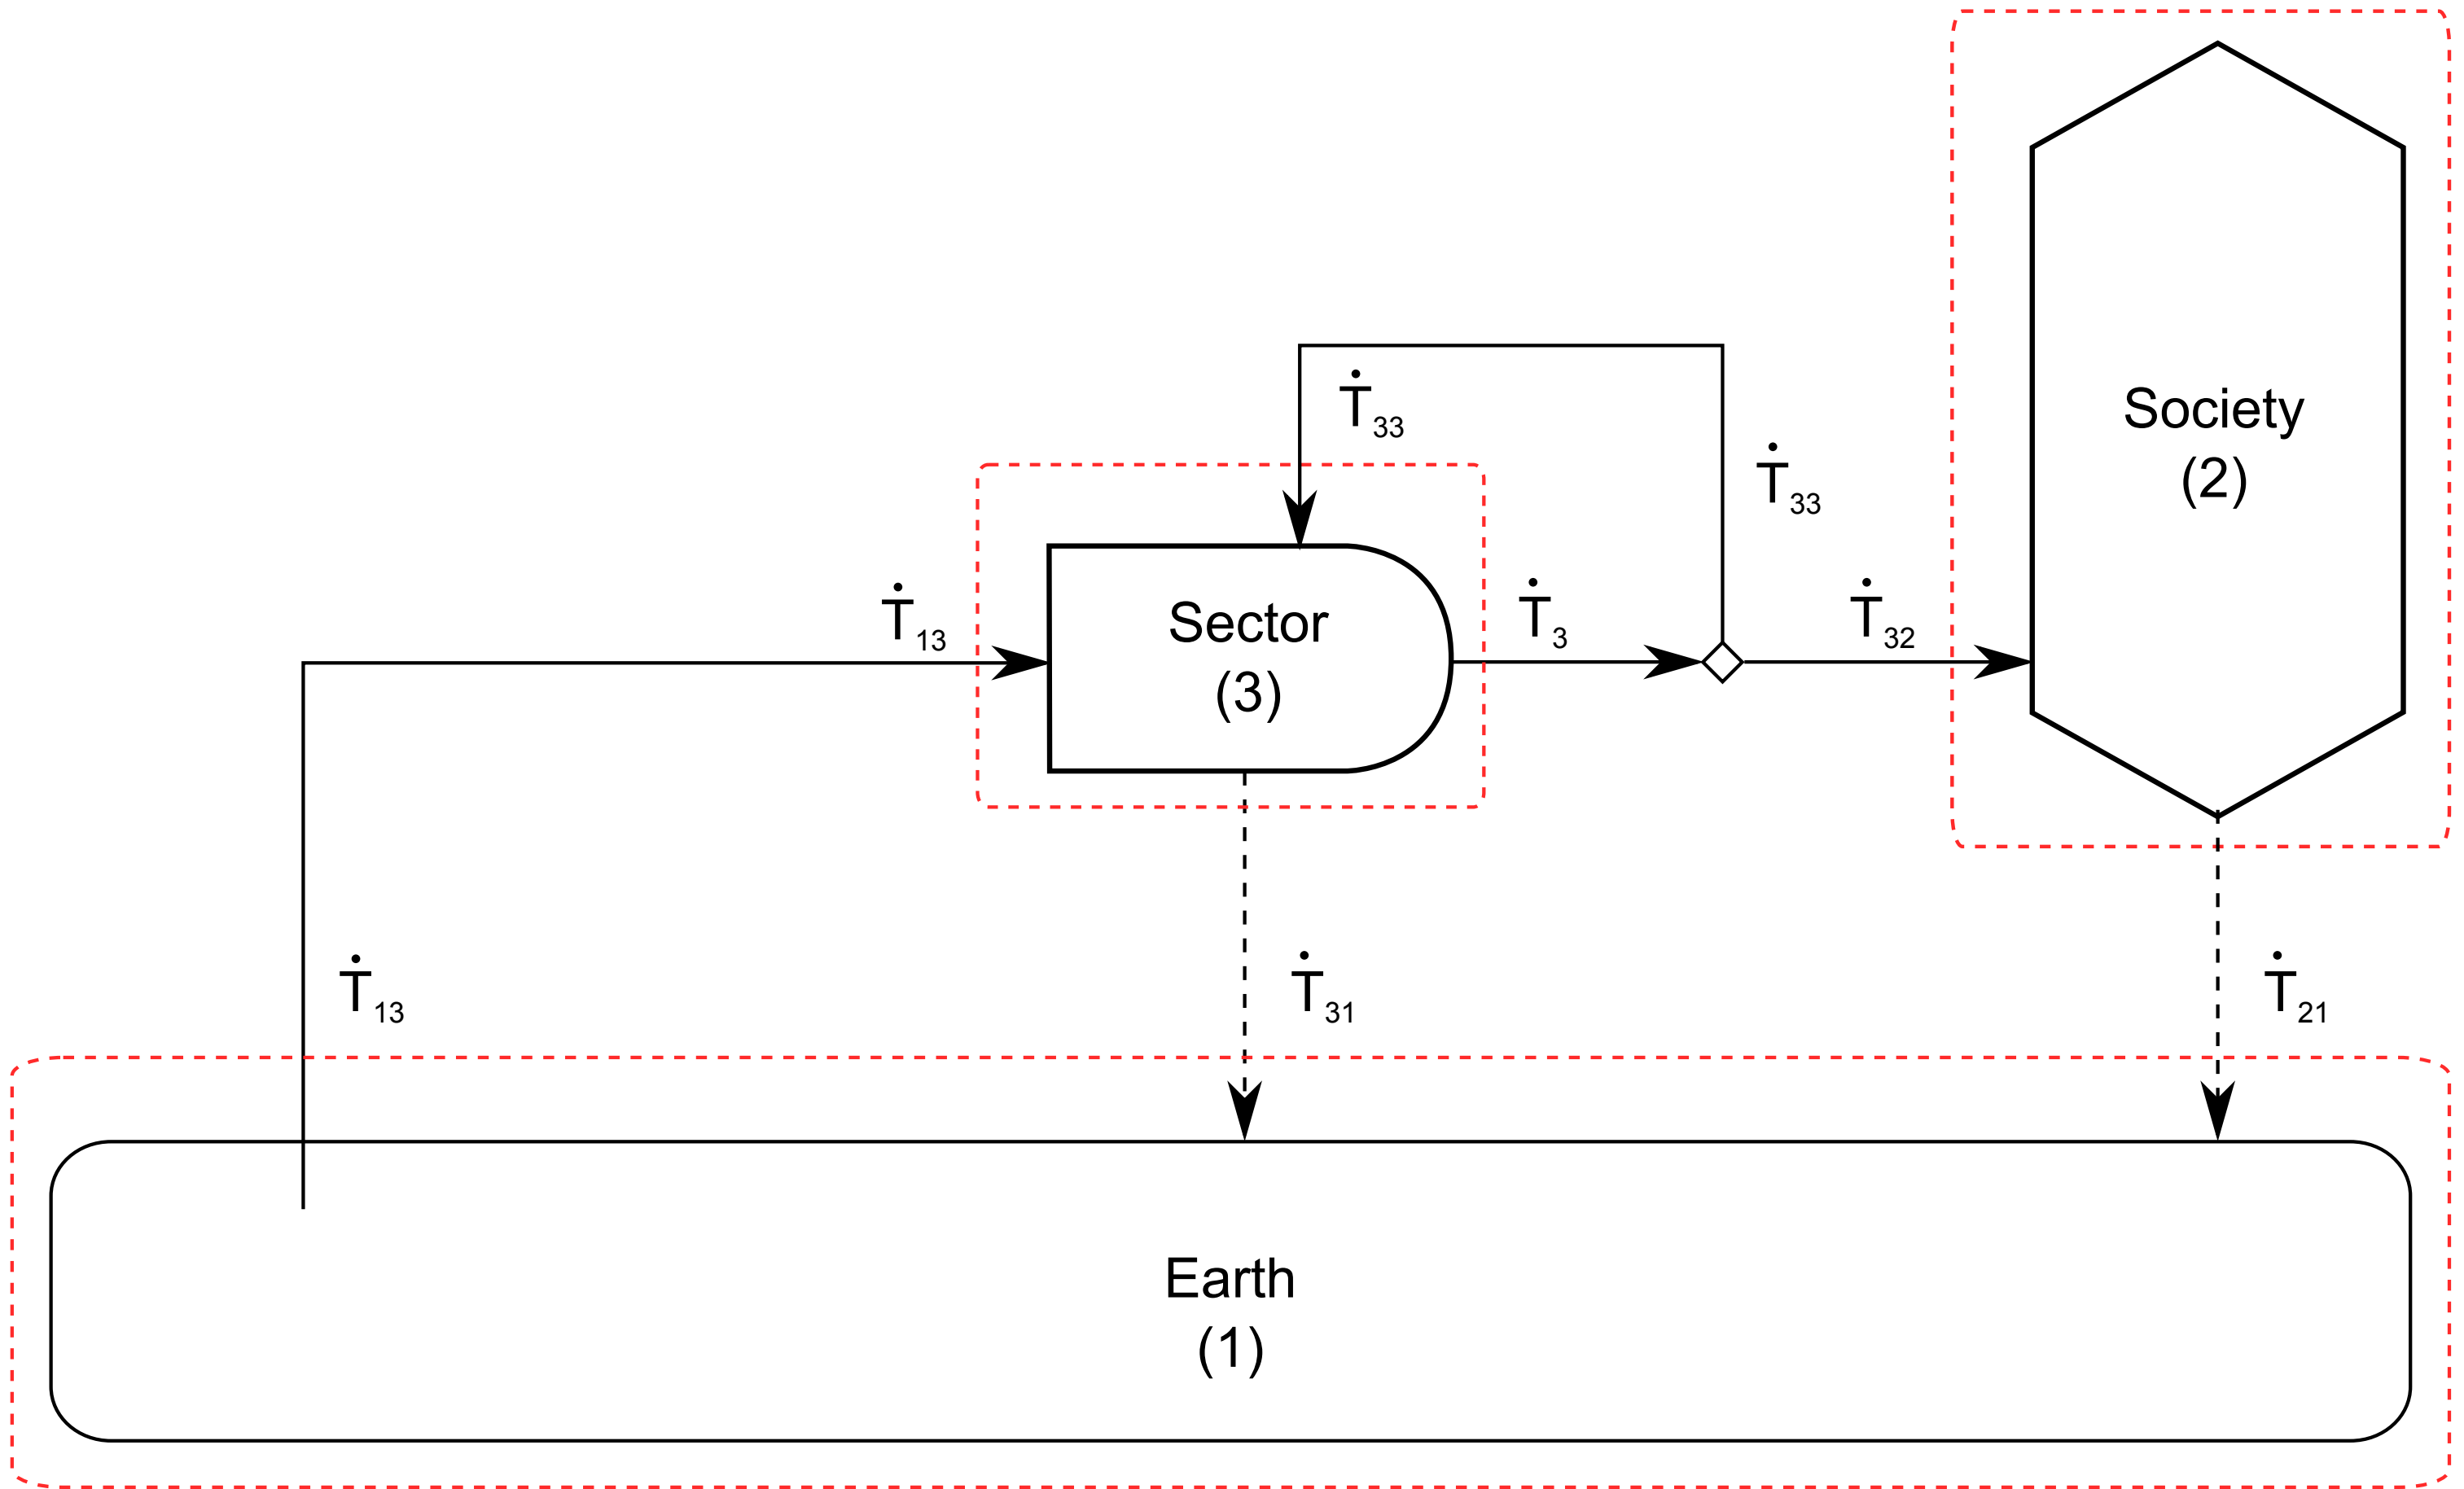 Society
(2)
Ṫ33
Ṫ33
Ṫ13
Sector
(3)
Ṫ3
Ṫ32
Ṫ13
Ṫ31
Ṫ21
Earth
(1)